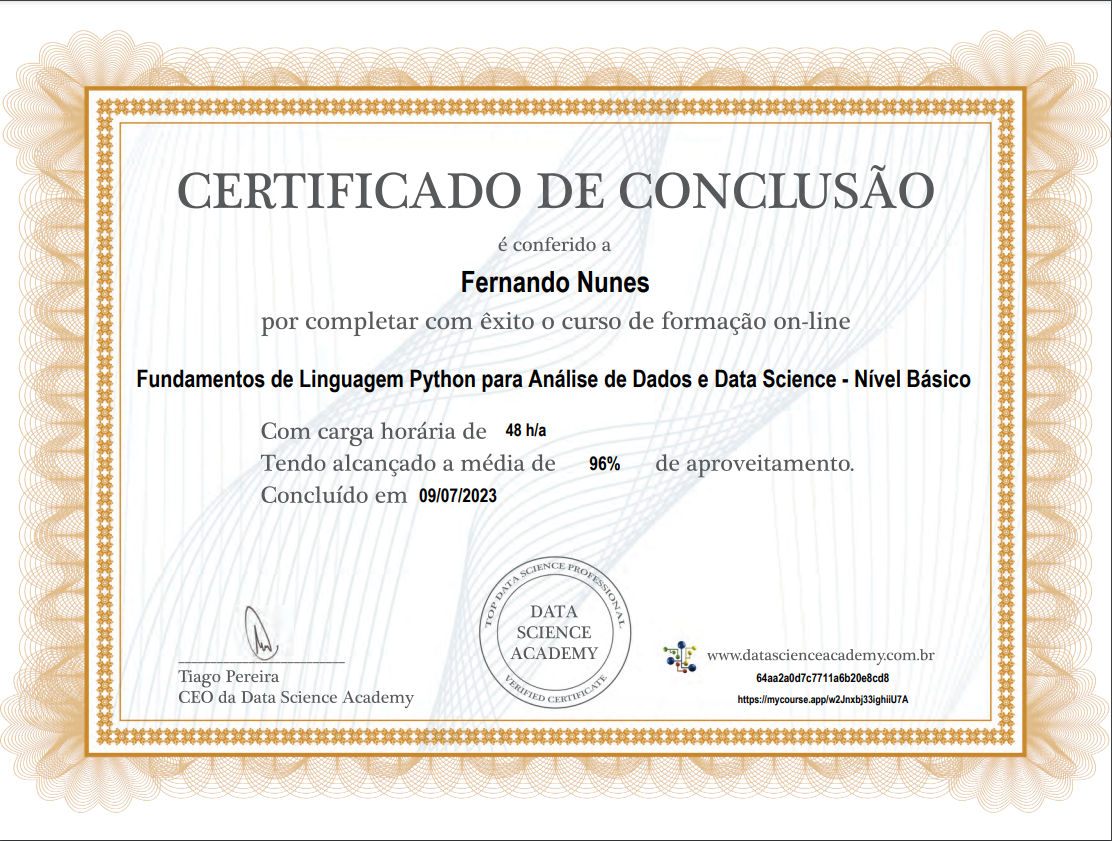 CERTIFICADO DE CONCLUSÃO
é conferido a
Fernando Nunes
por completar com êxito o curso de formação on-line
Fundamentos de Linguagem Python para Análise de Dados e Data Science - Nível Básico
Com carga horária de 48 h/a
Tendo alcançado a média de 96% de aproveitamento.
Concluído em 09/07/2023
TOP DATA SCIENCE PROFESSIONAL
DATA
SCIENCE
ACADEMY
VERIFIED CERTIFICATE
Tiago Pereira
CEO da Data Science Academy
www.datascienceacademy.com.br
64aa2a0d7c7711a6b20e8cd8
https://mycourse.app/w2Jnxbj33ighiiU7A